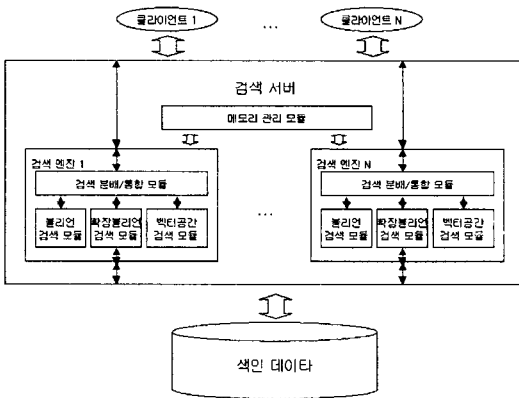 클라이언트 1
...
클라이언트 N
검색 서버
메모리 관리 모듈
검색 엔진 1
검색 분배/통합 모듈
불리언
검색 모듈
확장불리언
검색 모듈
벡터공간
검색 모듈
...
검색 엔진 N
검색 분배/통합 모듈
불리언
검색 모듈
확장불리언
검색 모듈
벡터공간
검색 모듈
색인 데이타